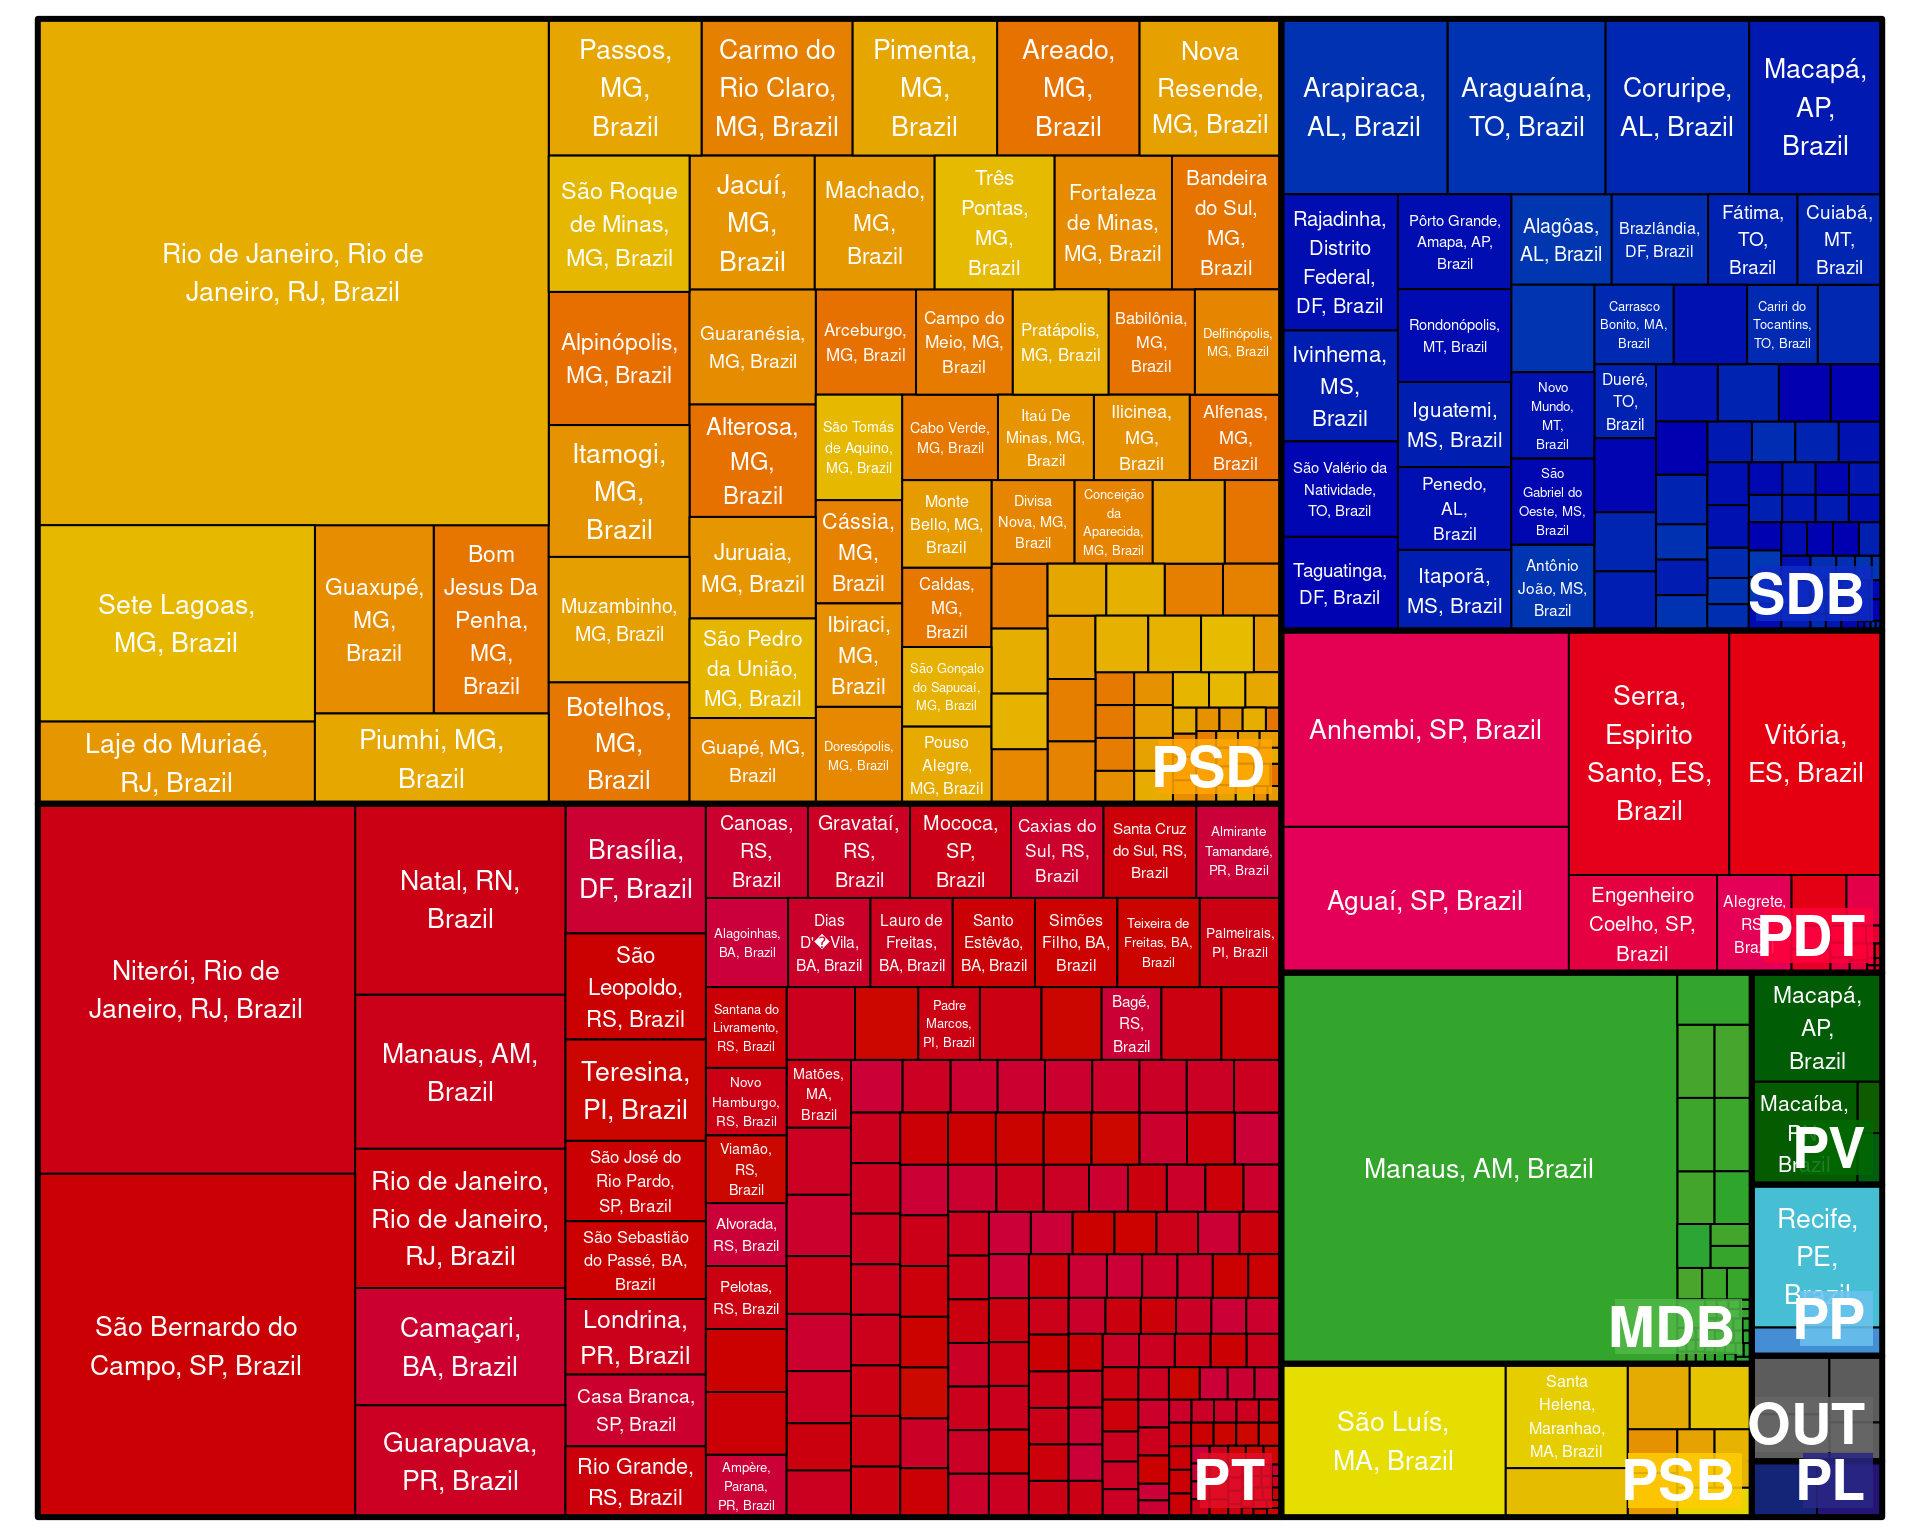 Rio de Janeiro, Rio de
Janeiro, RJ, Brazil
Sete Lagoas,
MG, Brazil
Laje do Muriaé,
RJ, Brazil
Guaxupé,
MG,
Brazil
Bom
Jesus Da
Penha,
MG,
Brazil
Piumhi, MG,
Brazil
Passos,
MG,
Brazil
Carmo do
Rio Claro,
MG, Brazil
Pimenta,
MG,
Brazil
Areado,
MG,
Brazil
Nova
Resende,
MG, Brazil
São Roque
de Minas,
MG, Brazil
Alpinópolis,
MG, Brazil
Itamogi,
MG,
Brazil
Muzambinho,
MG, Brazil
Botelhos,
MG,
Brazil
Jacuí,
MG,
Brazil
Machado,
MG,
Brazil
Três
Pontas,
MG,
Brazil
Fortaleza
de Minas,
MG, Brazil
Bandeira
do Sul,
MG,
Brazil
Guaranésia,
MG, Brazil
Alterosa,
MG,
Brazil
Juruaia,
MG, Brazil
São Pedro
da União,
MG, Brazil
Guapé, MG,
Brazil
Arceburgo,
MG, Brazil
Campo do
Meio, MG,
Brazil
Pratápolis,
MG, Brazil
Babilônia,
MG,
Brazil
Delfinópolis,
MG, Brazil
São Tomás
de Aquino,
MG, Brazil
Cássia,
MG,
Brazil
Ibiraci,
MG,
Brazil
Doresópolis,
MG, Brazil
Cabo Verde,
MG, Brazil
Itaú De
Minas, MG,
Brazil
Ilicinea,
MG,
Brazil
Alfenas,
MG,
Brazil
Monte
Bello, MG,
Brazil
Divisa
Nova, MG,
Brazil
Conceição
da
Aparecida,
MG, Brazil
Caldas,
MG,
Brazil
São Gonçalo
do Sapucaí,
MG, Brazil
Pouso
Alegre,
MG, Brazil
PSD
Niterói, Rio de
Janeiro, RJ, Brazil
São Bernardo do
Campo, SP, Brazil
Natal, RN,
Brazil
Manaus, AM,
Brazil
Rio de Janeiro,
Rio de Janeiro,
RJ, Brazil
Camaçari,
BA, Brazil
Guarapuava,
PR, Brazil
Brasília,
DF, Brazil
São
Leopoldo,
RS, Brazil
Teresina,
PI, Brazil
São José do
Rio Pardo,
SP, Brazil
São Sebastião
do Passé, BA,
Brazil
Londrina,
PR, Brazil
Casa Branca,
SP, Brazil
Rio Grande,
RS, Brazil
Canoas,
RS,
Brazil
Gravataí,
RS,
Brazil
Mococa,
SP,
Brazil
Caxias do
Sul, RS,
Brazil
Santa Cruz
do Sul, RS,
Brazil
Almirante
Tamandaré,
PR, Brazil
Alagoinhas,
BA, Brazil
Dias
D'�Vila,
BA, Brazil
Lauro de
Freitas,
BA, Brazil
Santo
Estêvão,
BA, Brazil
Simões
Filho, BA,
Brazil
Teixeira de
Freitas, BA,
Brazil
Palmeirais,
PI, Brazil
Santana do
Livramento,
RS, Brazil
Novo
Hamburgo,
RS, Brazil
Viamão,
RS,
Brazil
Alvorada,
RS, Brazil
Pelotas,
RS, Brazil
Ampère,
Parana,
PR, Brazil
Padre
Marcos,
PI, Brazil
Bagé,
RS,
Brazil
Matões,
MA,
Brazil
PT
Arapiraca,
AL, Brazil
Araguaína,
TO, Brazil
Coruripe,
AL, Brazil
Macapá,
AP,
Brazil
Rajadinha,
Distrito
Federal,
DF, Brazil
Ivinhema,
MS,
Brazil
São Valério da
Natividade,
TO, Brazil
Taguatinga,
DF, Brazil
Pôrto Grande,
Amapa, AP,
Brazil
Rondonópolis,
MT, Brazil
Iguatemi,
MS, Brazil
Penedo,
AL,
Brazil
Itaporã,
MS, Brazil
Alagôas,
AL, Brazil
Brazlândia,
DF, Brazil
Fátima,
TO,
Brazil
Cuiabá,
MT,
Brazil
Carrasco
Bonito, MA,
Brazil
Cariri do
Tocantins,
TO, Brazil
Novo
Mundo,
MT,
Brazil
São
Gabriel do
Oeste, MS,
Brazil
Antônio
João, MS,
Brazil
Dueré,
TO,
Brazil
SDB
Anhembi, SP, Brazil
Aguaí, SP, Brazil
Serra,
Espirito
Santo, ES,
Brazil
Vitória,
ES, Brazil
Engenheiro
Coelho, SP,
Brazil
Alegrete,
RS,
Brazil
PDT
Manaus, AM, Brazil
MDB
Macapá,
AP,
Brazil
Macaíba,
Brazil
PV
Recife,
PE,
Brazil
PP
São Luís,
MA, Brazil
Santa
Helena,
Maranhao,
MA, Brazil
PSB
OUT
PL